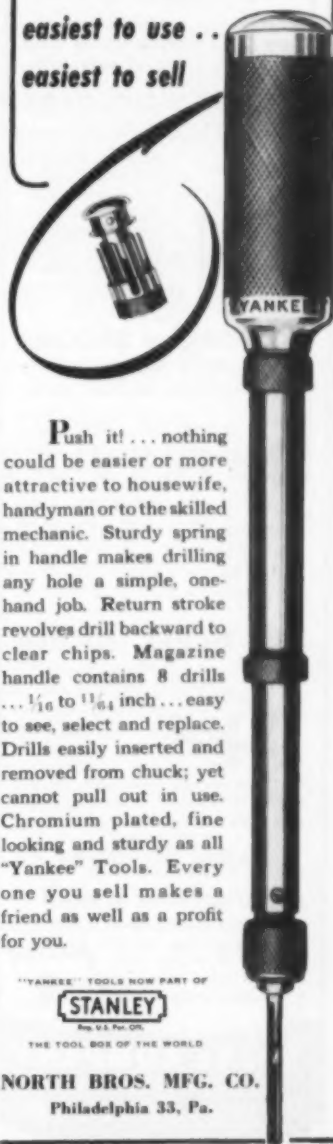 easiest to use . .
easiest to sell
YANKEE
Push it! . . . nothing
could be easier or more
attractive to housewife,
handyman or to the skilled
mechanic. Sturdy spring
in handle makes drilling
any hole a simple, one-
hand job. Return stroke
revolves drill backward to
clear chips. Magazine
handle contains 8 drills
. . . 1/16 to 11/64 inch . . . easy
to see, select and replace.
Drills easily inserted and
removed from chuck; yet
cannot pull out in use.
Chromium plated, fine
looking and sturdy as all
"Yankee" Tools. Every
one you sell makes a
friend as well as a profit
for you.
"YANKEE" TOOLS NOW PART OF
STANLEY
Reg. U.S. Pat. Off.
THE TOOL BOX OF THE WORLD
NORTH BROS. MFG. CO.
Philadelphia 33, Pa.